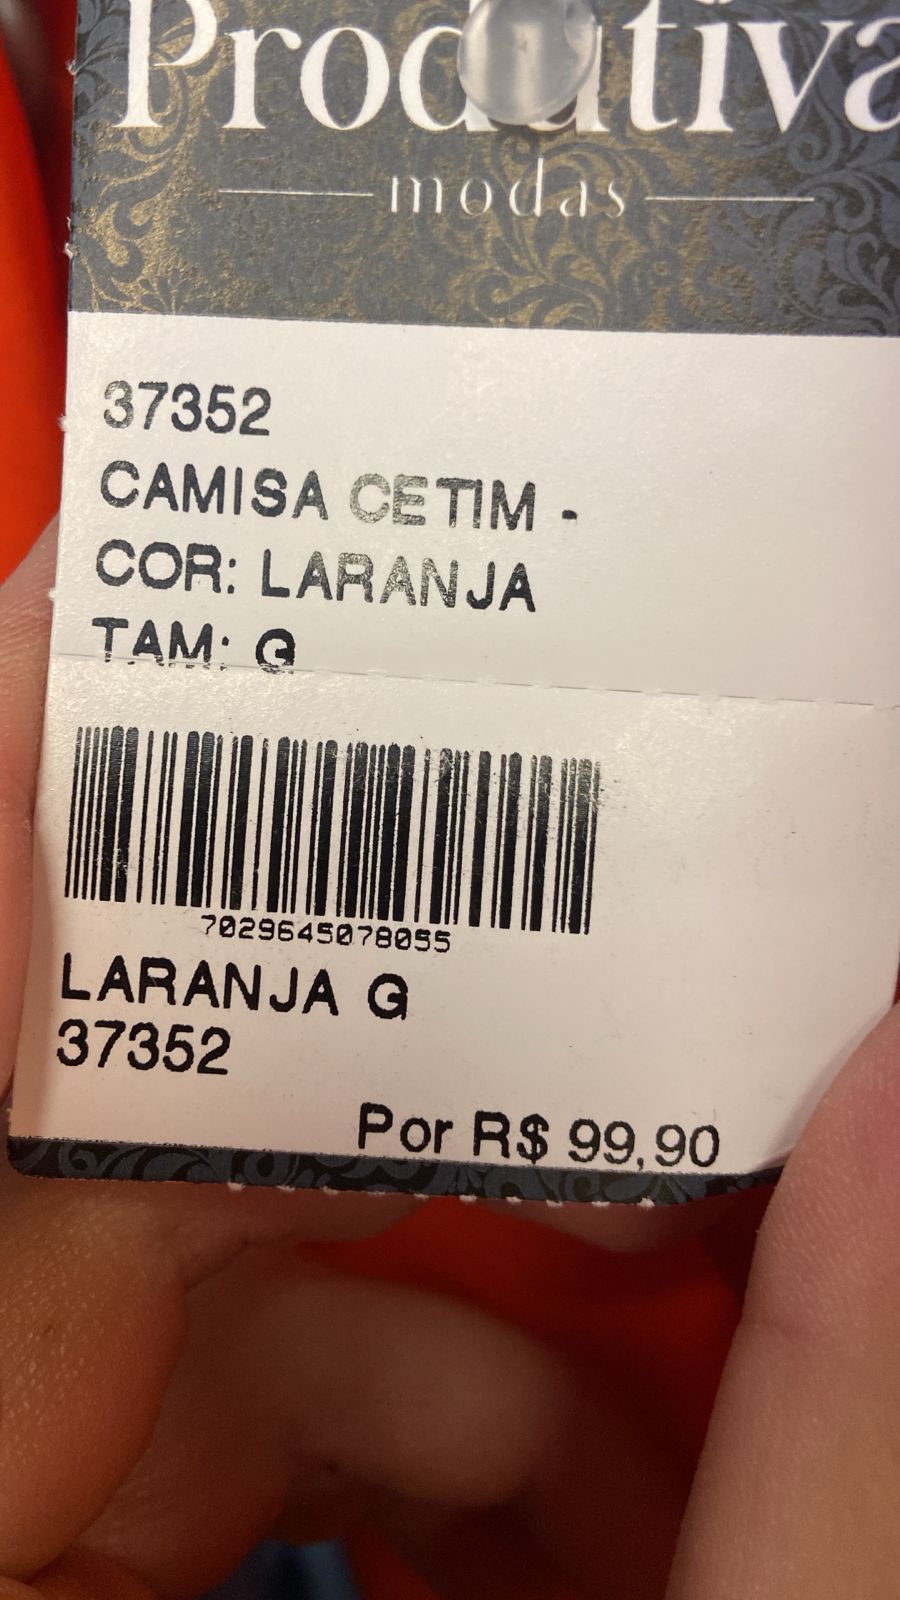 Produtiva
modas
37352
CAMISA CETIM -
COR: LARANJA
TAM: G
7029645078055
LARANJA G
37352
Por R$ 99,90